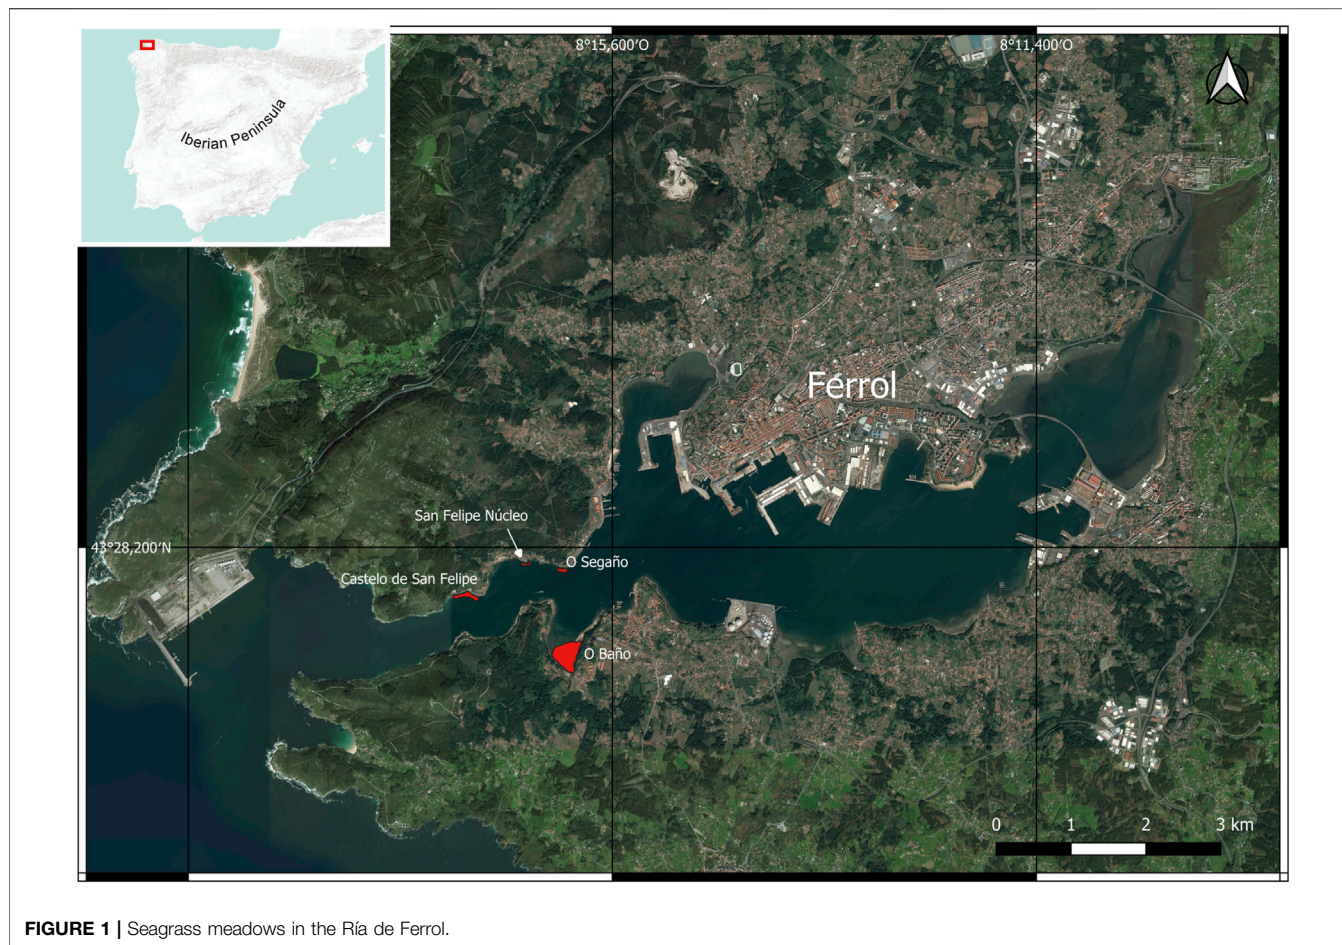 8°15,600’O
8°11,400’O
Iberian Peninsula
Ferrol
San Felipe Núcleo
43°28,200’N
O Segaño
Castelo de San Felipe
O Baño
0 1 2 3 km
FIGURE 1 | Seagrass meadows in the Ría de Ferrol.